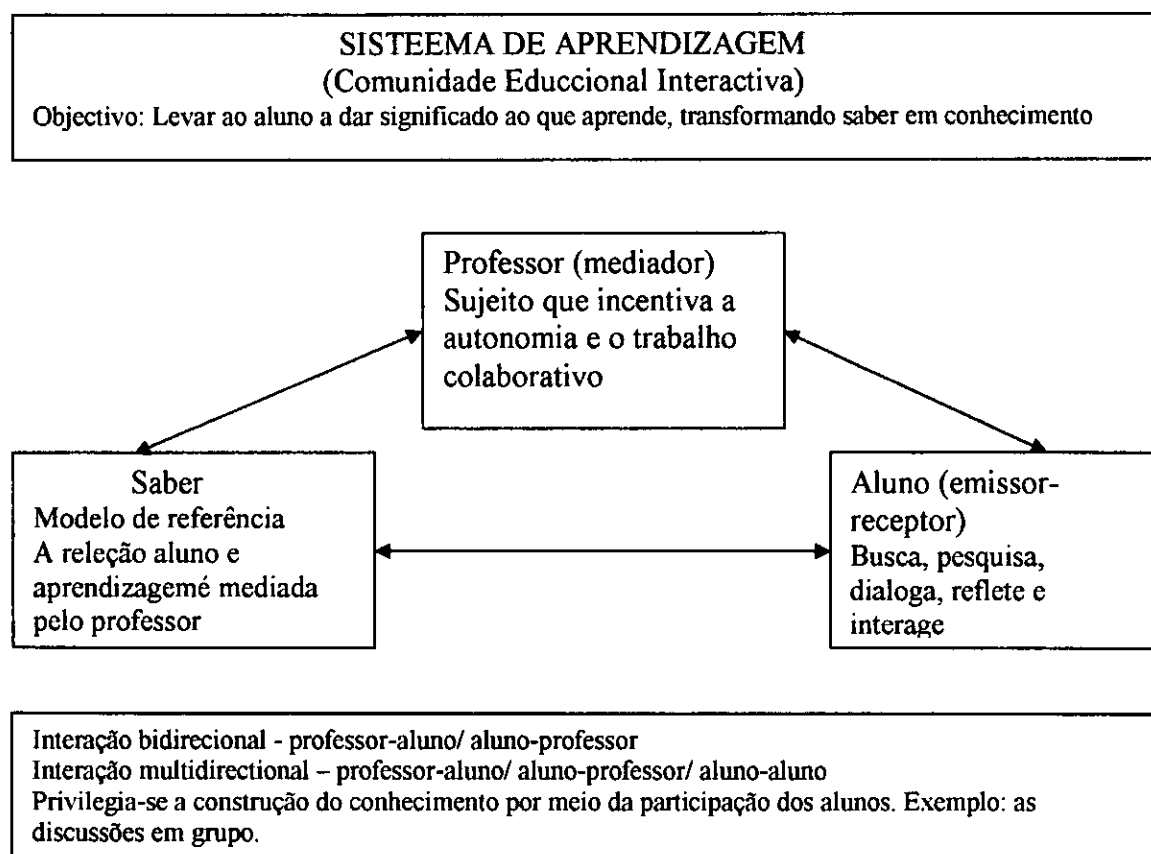 SISTEEMA DE APRENDIZAGEM
(Comunidade Educcional Interactiva)
Objectivo: Levar ao aluno a dar significado ao que aprende, transformando saber em conhecimento
Professor (mediador)
Sujeito que incentiva a
autonomia e o trabalho
colaborativo
Saber
Modelo de referência
A releção aluno e
aprendizagemé mediada
pelo professor
Aluno (emissor-
receptor)
Busca, pesquisa,
dialoga, reflete e
interage
Interação bidirecional - professor-aluno/ aluno-professor
Interação multidirectional – professor-aluno/ aluno-professor/ aluno-aluno
Privilegia-se a construção do conhecimento por meio da participação dos alunos. Exemplo: as
discussões em grupo.